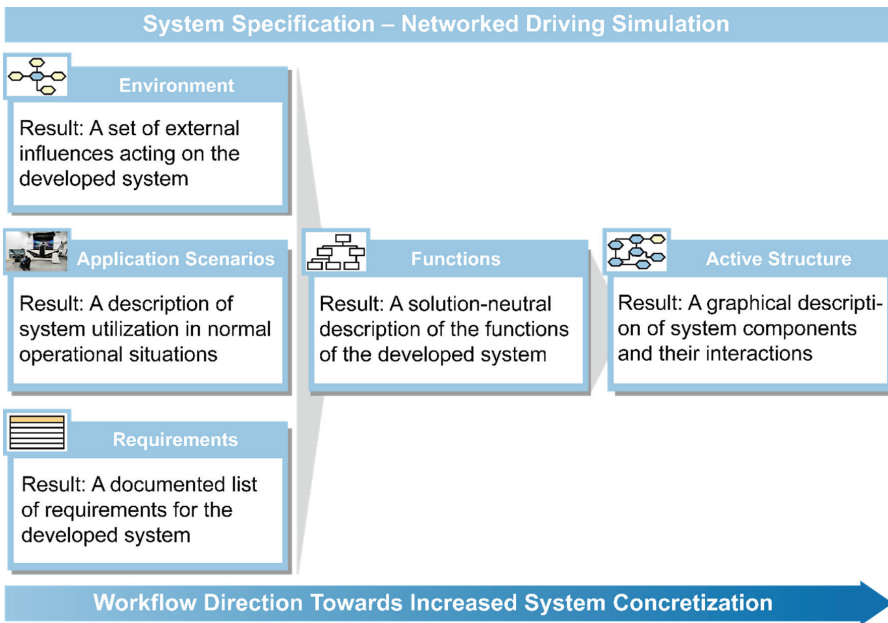 System Specification – Networked Driving Simulation
Environment
Result: A set of external
influences acting on the
developed system
Application Scenarios
Result: A description of
system utilization in normal
operational situations
Requirements
Result: A documented list
of requirements for the
developed system
Functions
Result: A solution-neutral
description of the functions
of the developed system
Active Structure
Result: A graphical descripti-
on of system components
and their interactions
Workflow Direction Towards Increased System Concretization